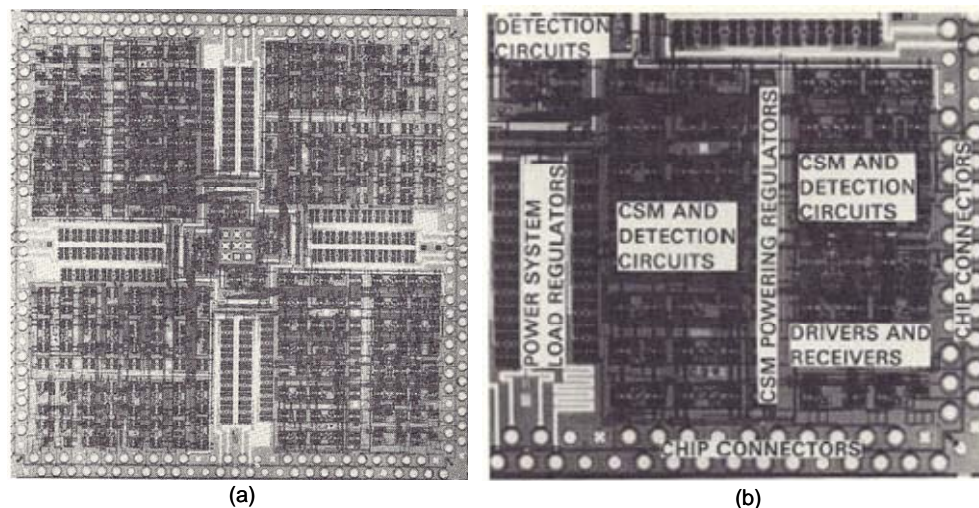 DETECTION
CIRCUITS
POWER SYSTEM
LOAD REGULATORS
CSM AND
DETECTION
CIRCUITS
CSM POWERING REGULATORS
CSM AND
DETECTION
CIRCUITS
DRIVERS AND
RECEIVERS
CHIP CONNECTORS
CHIP CONNECTORS
(a)
(b)